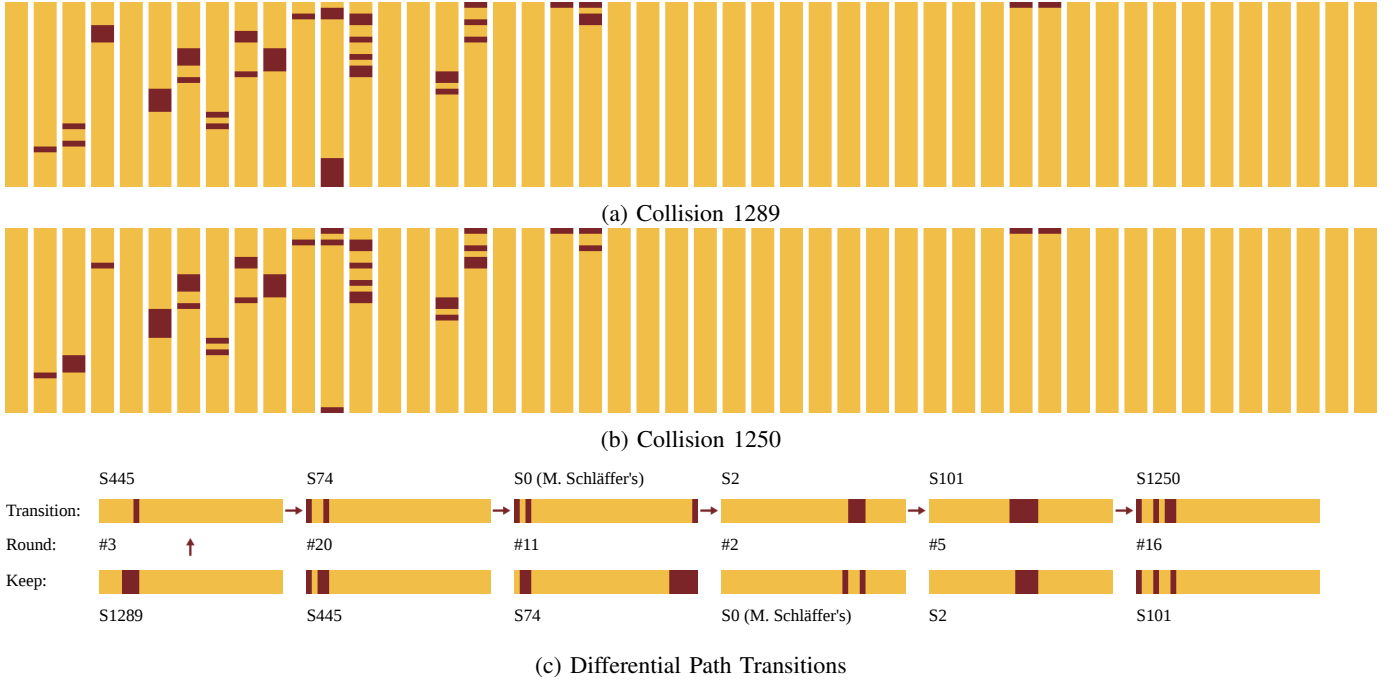 (a) Collision 1289
(b) Collision 1250
S445 S74 S0 (M. Schläffer's) S2 S101 S1250
Transition:
Round: #3 #20 #11 #2 #5 #16
Keep:
S1289 S445 S74 S0 (M. Schläffer's) S2 S101
(c) Differential Path Transitions